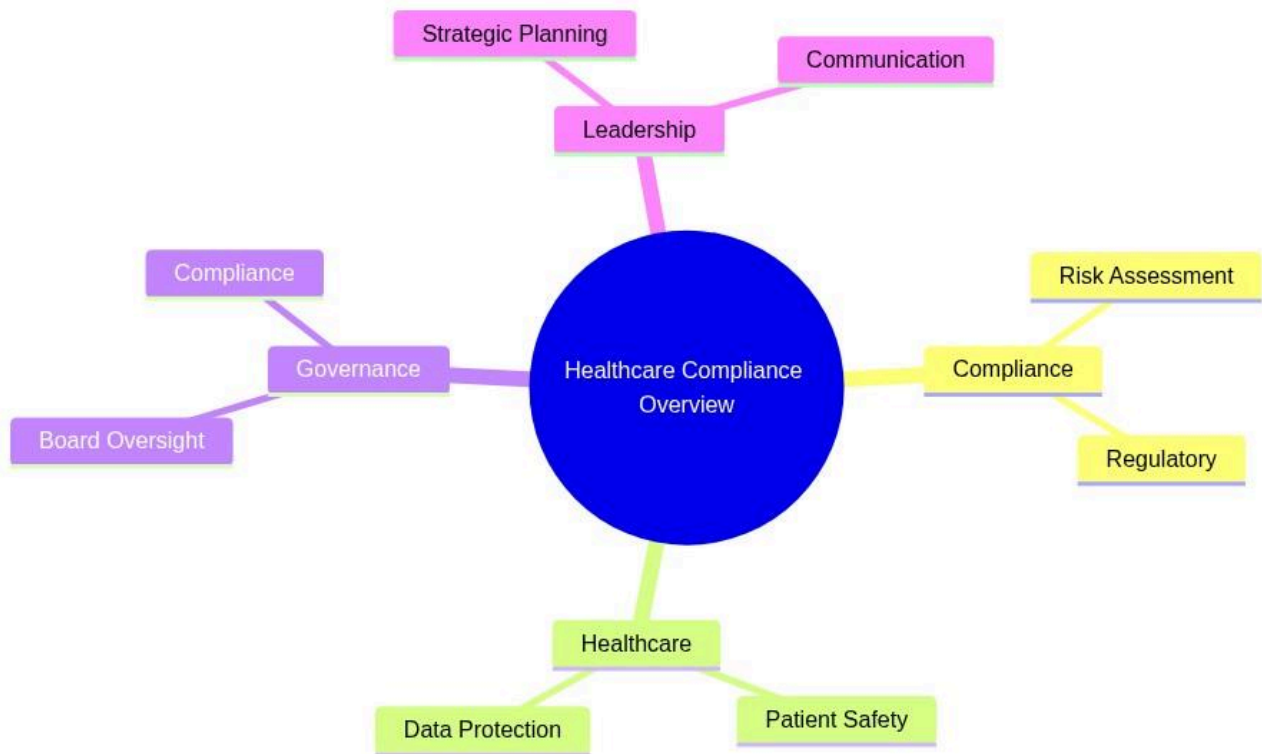 Strategic Planning
Communication
Leadership
Compliance
Risk Assessment
Governance
Healthcare Compliance
Overview
Compliance
Board Oversight
Regulatory
Healthcare
Data Protection
Patient Safety